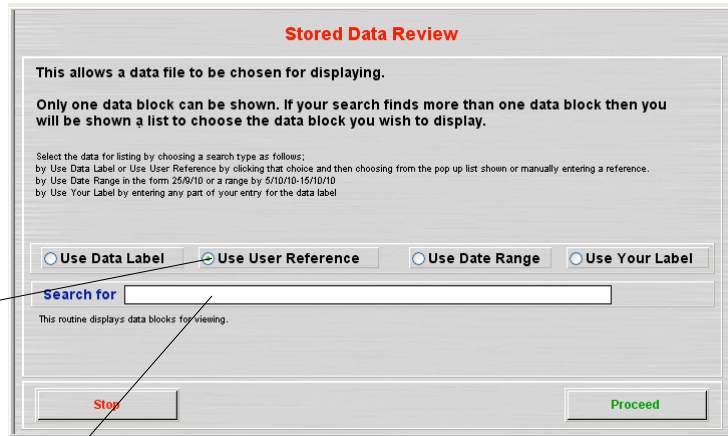 Stored Data Review
This allows a data file to be chosen for displaying.
Only one data block can be shown. If your search finds more than one data block then you
will be shown a list to choose the data block you wish to display.
Select the data for listing by choosing a search type as follows;
by Use Data Label or Use User Reference by clicking that choice and then choosing from the pop up list shown or manually entering a reference.
by Use Date Range in the form 25/9/10 or a range by 5/10/10-15/10/10
by Use Your Label by entering any part of your entry for the data label
Use Data Label Use User Reference Use Date Range Use Your Label
Search for
This routine displays data blocks for viewing.
Stop Proceed